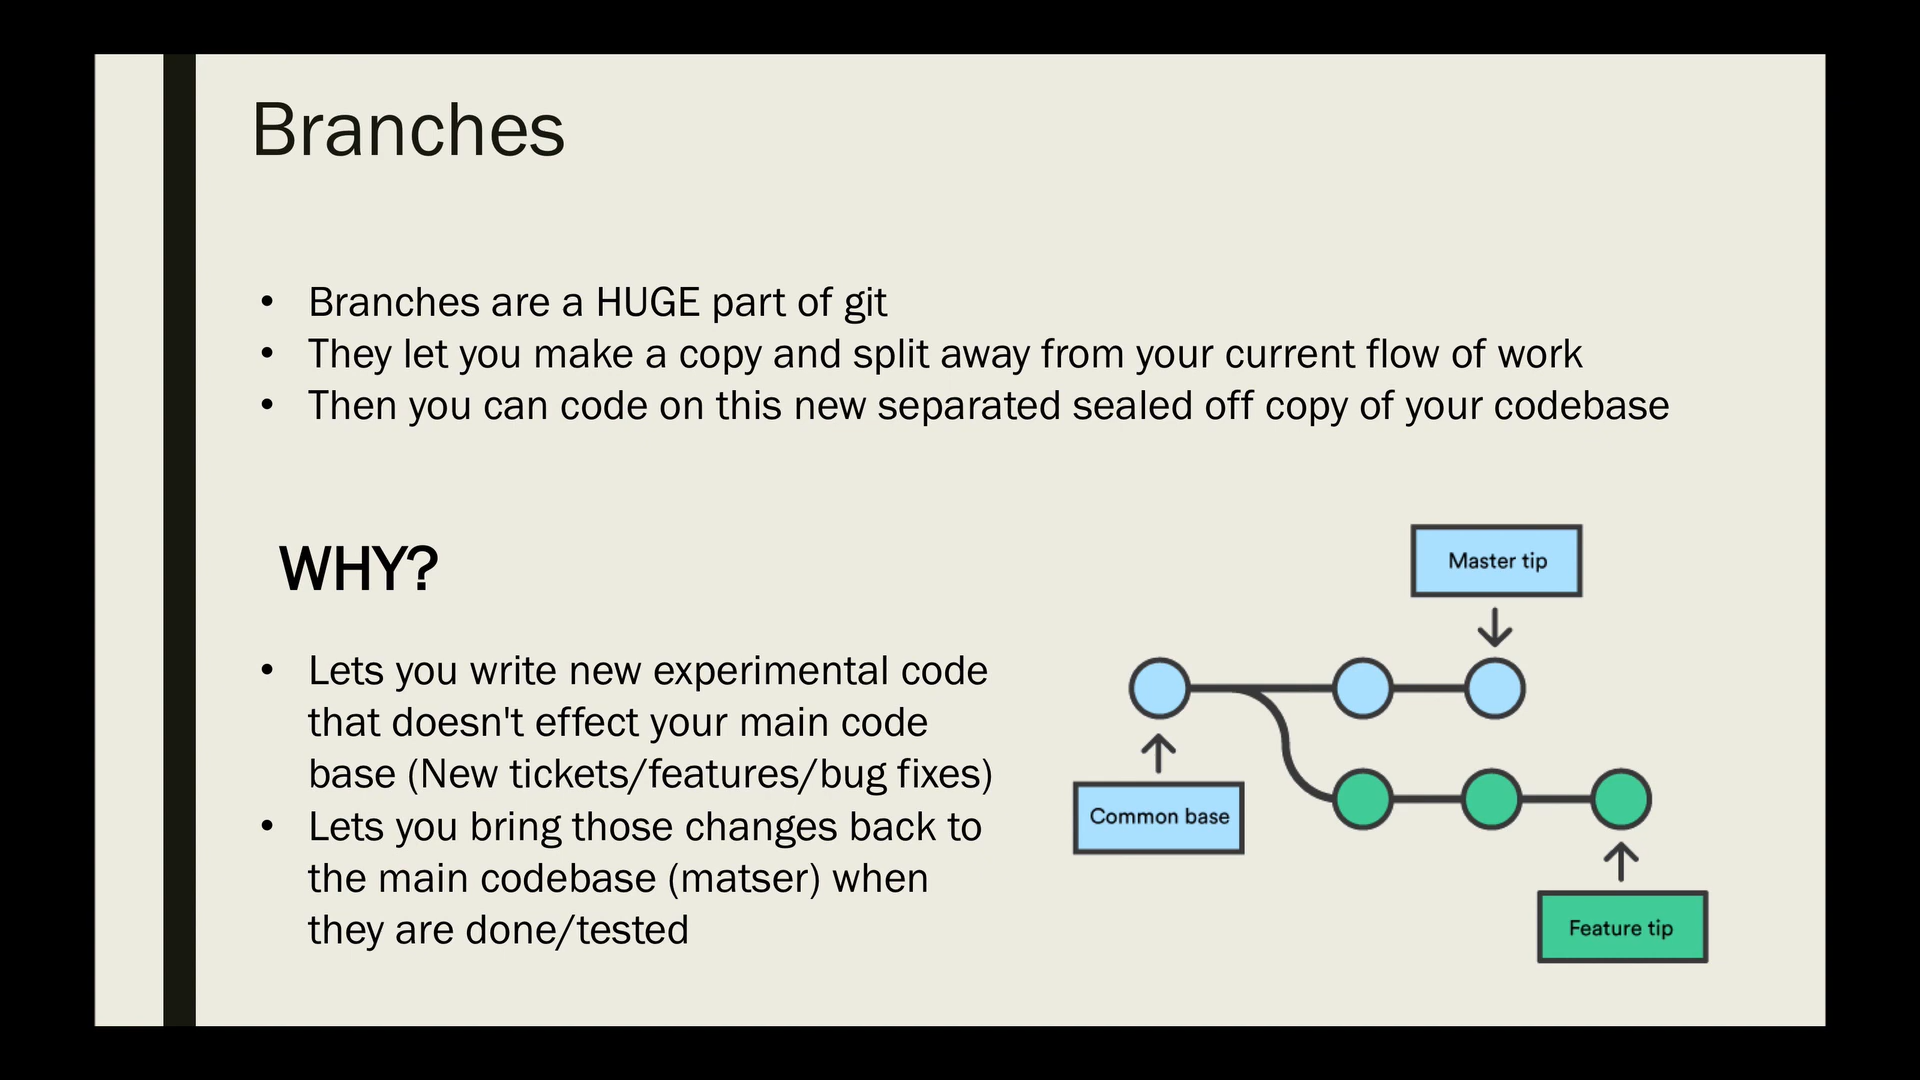 Branches
• Branches are a HUGE part of git
• They let you make a copy and split away from your current flow of work
• Then you can code on this new separated sealed off copy of your codebase
WHY?
• Lets you write new experimental code
that doesn't effect your main code
base (New tickets/features/bug fixes)
• Lets you bring those changes back to
the main codebase (matser) when
they are done/tested
Master tip
Common base
Feature tip